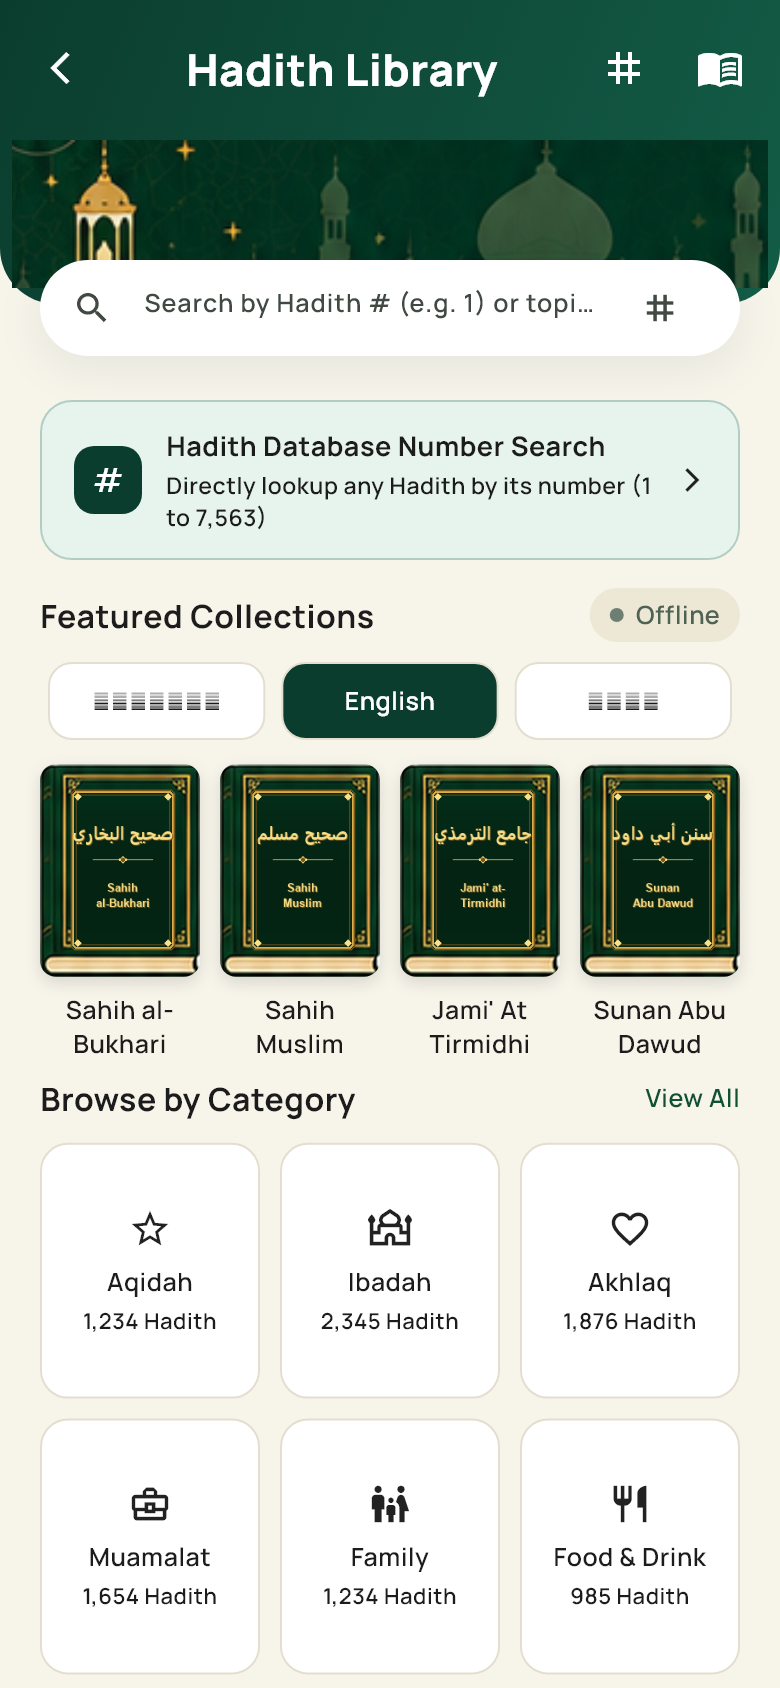 Hadith Library
Search by Hadith # (e.g. 1) or topi...
#
Hadith Database Number Search
Directly lookup any Hadith by its number (1
to 7,563)
Featured Collections
Offline
English
صحيح البخاري
Sahih
al-Bukhari
صحيح مسلم
Sahih
Muslim
جامع الترمذي
Jami' at-
Tirmidhi
سنن أبي داود
Sunan
Abu Dawud
Sahih al-
Bukhari
Sahih
Muslim
Jami' At
Tirmidhi
Sunan Abu
Dawud
Browse by Category
View All
Aqidah
1,234 Hadith
Ibadah
2,345 Hadith
Akhlaq
1,876 Hadith
Muamalat
1,654 Hadith
Family
1,234 Hadith
Food & Drink
985 Hadith